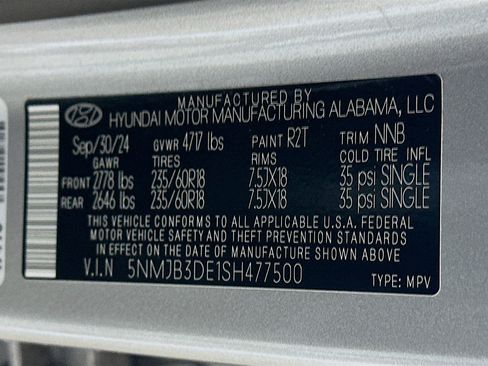 MANUFACTURED BY
HYUNDAI MOTOR MANUFACTURING ALABAMA, LLC
Sep/30/24 GVWR 4717 lbs PAINT R2T TRIM NNB
GAWR TIRES RIMS COLD TIRE INFL
FRONT 2778 lbs 235/60R18 7.5JX18 35 psi SINGLE
REAR 2646 lbs 235/60R18 7.5JX18 35 psi SINGLE
THIS VEHICLE CONFORMS TO ALL APPLICABLE U.S.A. FEDERAL
MOTOR VEHICLE SAFETY AND THEFT PREVENTION STANDARDS
IN EFFECT ON THE DATE OF MANUFACTURE SHOWN ABOVE.
V.I.N 5NMJB3DE1SH477500
TYPE: MPV